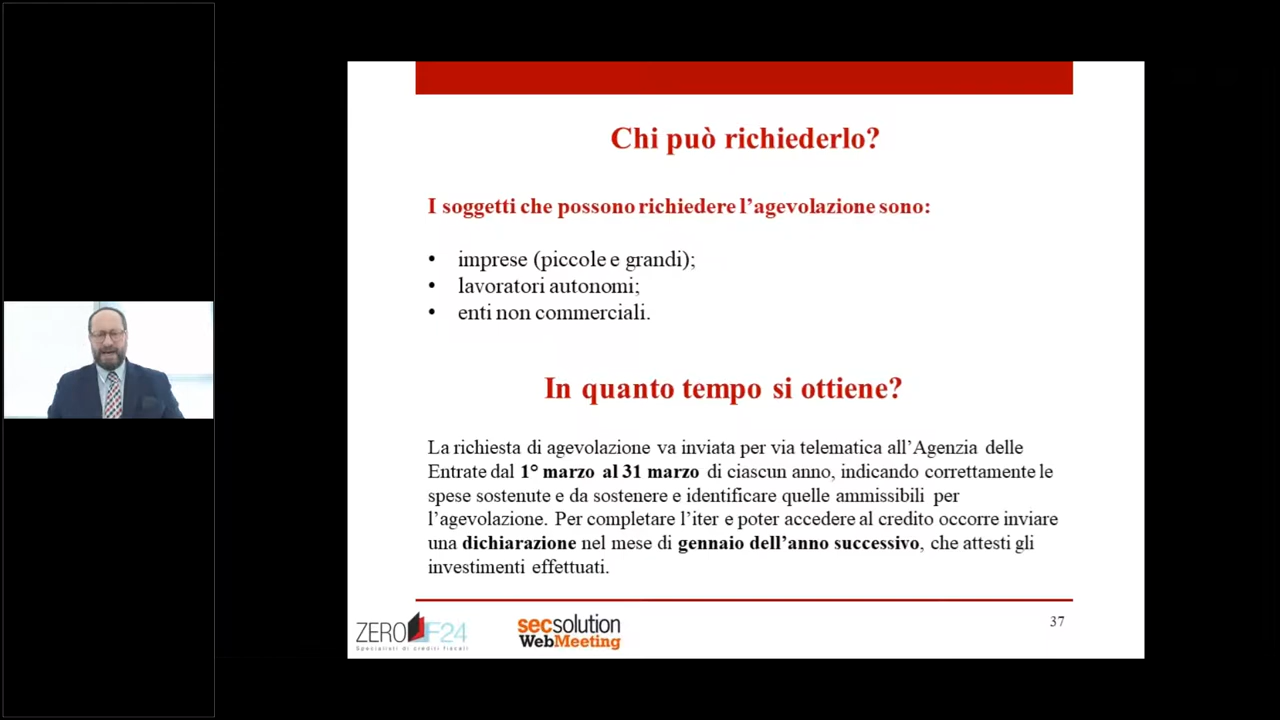 Chi può richiederlo?
I soggetti che possono richiedere l’agevolazione sono:
• imprese (piccole e grandi);
• lavoratori autonomi;
• enti non commerciali.
In quanto tempo si ottiene?
La richiesta di agevolazione va inviata per via telematica all’Agenzia delle
Entrate dal 1° marzo al 31 marzo di ciascun anno, indicando correttamente le
spese sostenute e da sostenere e identificare quelle ammissibili per
l’agevolazione. Per completare l’iter e poter accedere al credito occorre inviare
una dichiarazione nel mese di gennaio dell’anno successivo, che attesti gli
investimenti effettuati.
ZERO F24
Specialisti di crediti fiscali
secsolution
WebMeeting
37